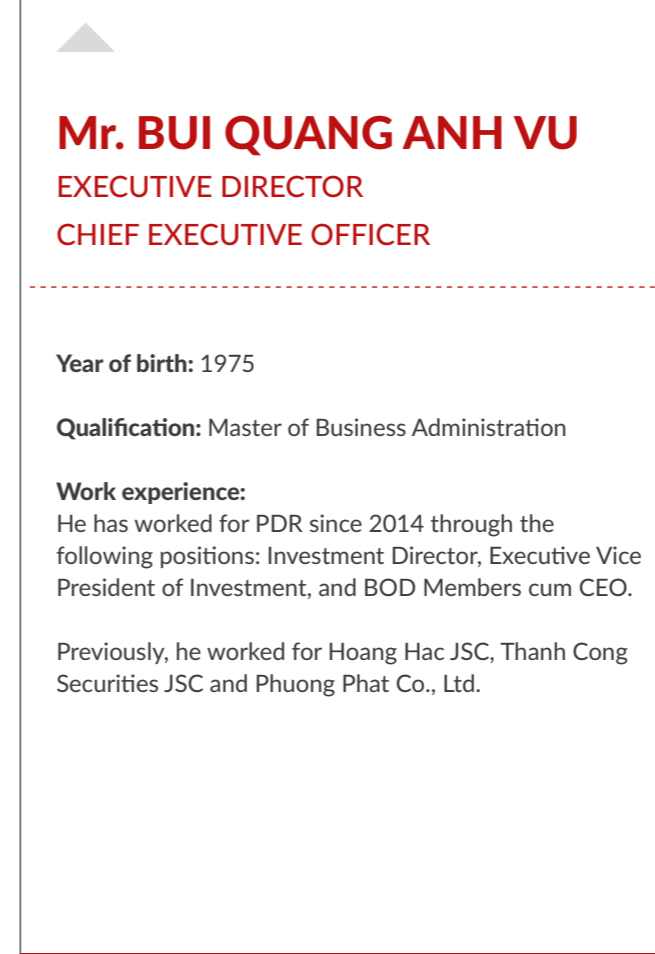 Mr. BUI QUANG ANH VU
EXECUTIVE DIRECTOR
CHIEF EXECUTIVE OFFICER
Year of birth: 1975
Qualification: Master of Business Administration
Work experience:
He has worked for PDR since 2014 through the
following positions: Investment Director, Executive Vice
President of Investment, and BOD Members cum CEO.
Previously, he worked for Hoang Hac JSC, Thanh Cong
Securities JSC and Phuong Phat Co., Ltd.